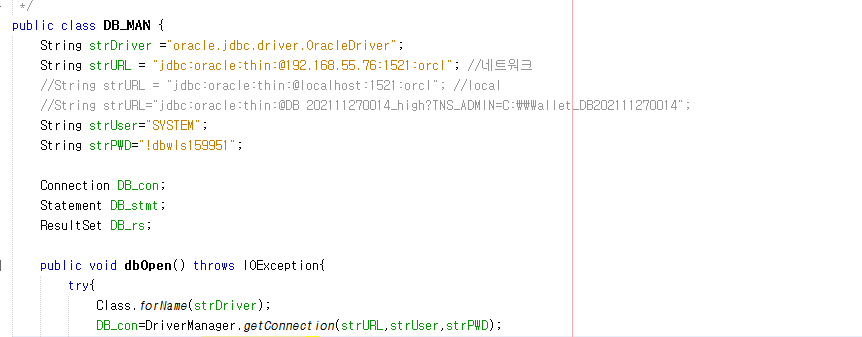 */
public class DB_MAN {
String strDriver ="oracle.jdbc.driver.OracleDriver";
String strURL = "jdbc:oracle:thin:@192.168.55.76:1521:orcl"; //네트워크
//String strURL = "jdbc:oracle:thin:@localhost:1521:orcl"; //local
//String strURL="jdbc:oracle:thin:@DB 202111270014_high?TNS_ADMIN=C:₩₩Wallet_DB202111270014";
String strUser="SYSTEM";
String strPWD="!dbwls159951";
Connection DB_con;
Statement DB_stmt;
ResultSet DB_rs;
public void dbOpen() throws IOException{
try{
Class.forName(strDriver);
DB_con=DriverManager.getConnection(strURL,strUser,strPWD);